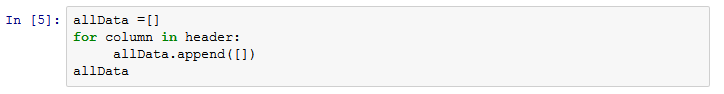 In [5]: allData =[]
for column in header:
     allData.append([])
allData